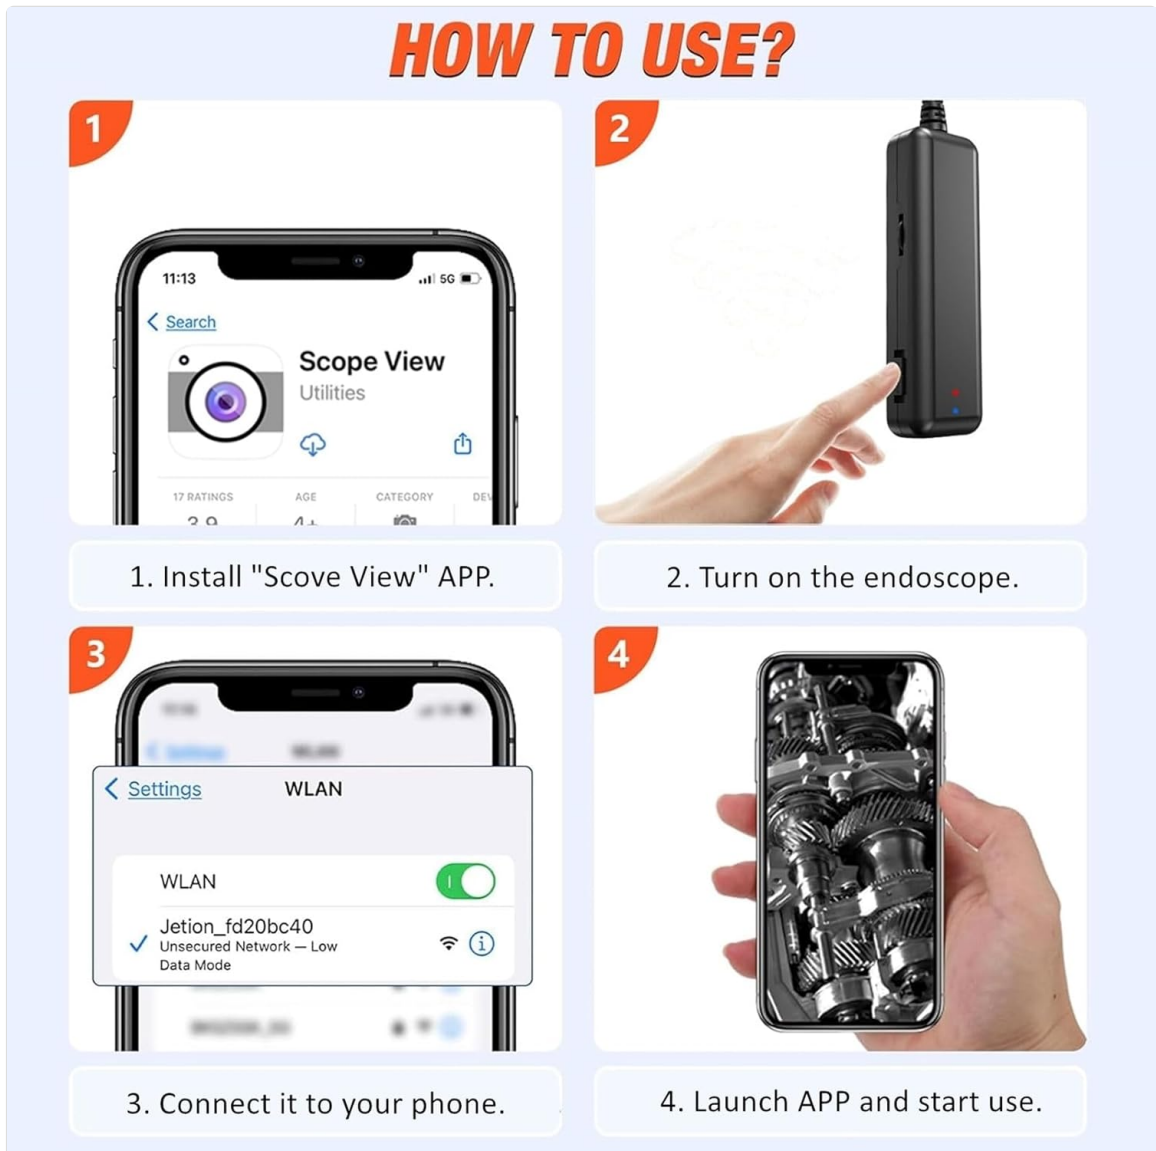 HOW TO USE?
1
11:13
5G
Search
Scope View
Utilities
17 RATINGS
AGE
CATEGORY
1. Install "Scove View" APP.
2
2. Turn on the endoscope.
3
Settings
WLAN
WLAN
Jetion_fd20bc40
Unsecured Network — Low
Data Mode
3. Connect it to your phone.
4
4. Launch APP and start use.